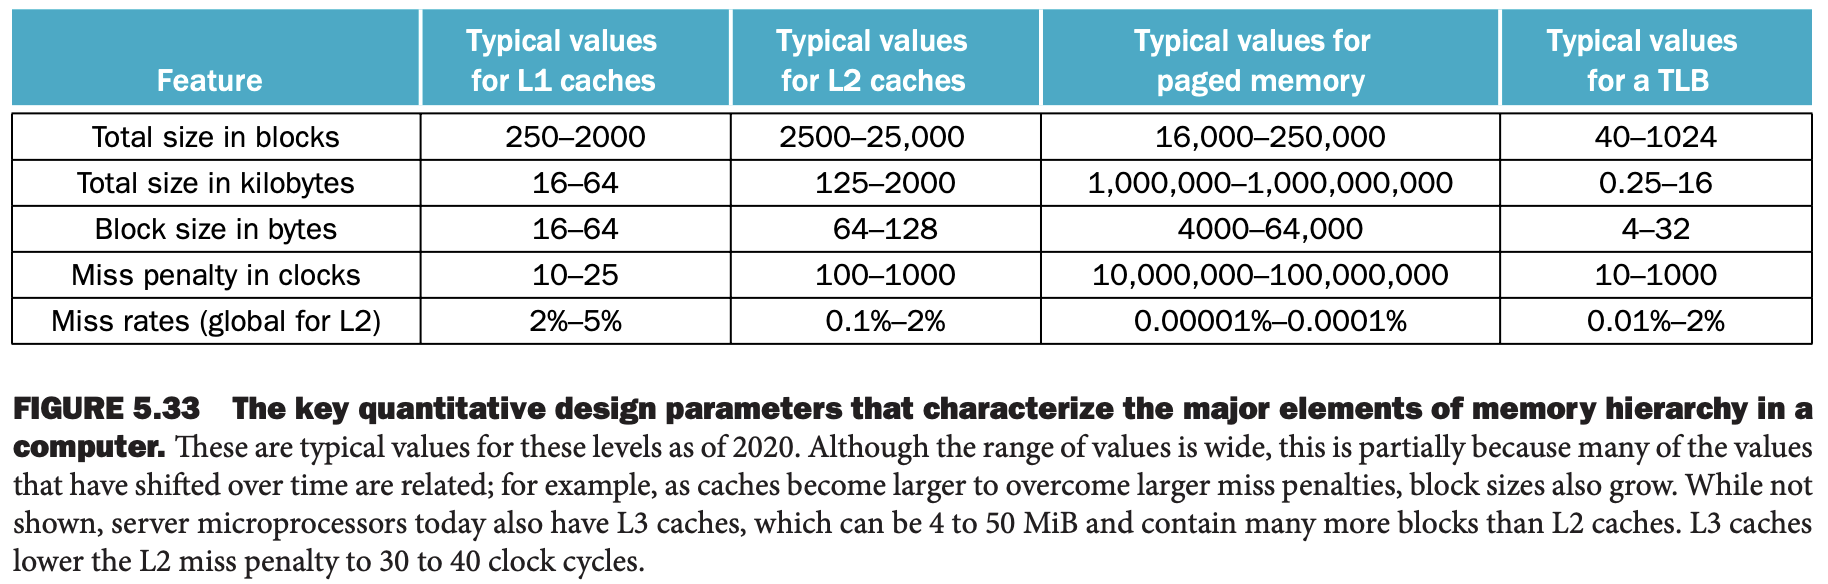 Feature Typical values for L1 caches Typical values for L2 caches Typical values for paged memory Typical values for a TLB
Total size in blocks 250–2000 2500–25,000 16,000–250,000 40–1024
Total size in kilobytes 16–64 125–2000 1,000,000–1,000,000,000 0.25–16
Block size in bytes 16–64 64–128 4000–64,000 4–32
Miss penalty in clocks 10–25 100–1000 10,000,000–100,000,000 10–1000
Miss rates (global for L2) 2%–5% 0.1%–2% 0.00001%–0.0001% 0.01%–2%
FIGURE 5.33 The key quantitative design parameters that characterize the major elements of memory hierarchy in a
computer. These are typical values for these levels as of 2020. Although the range of values is wide, this is partially because many of the values
that have shifted over time are related; for example, as caches become larger to overcome larger miss penalties, block sizes also grow. While not
shown, server microprocessors today also have L3 caches, which can be 4 to 50 MiB and contain many more blocks than L2 caches. L3 caches
lower the L2 miss penalty to 30 to 40 clock cycles.